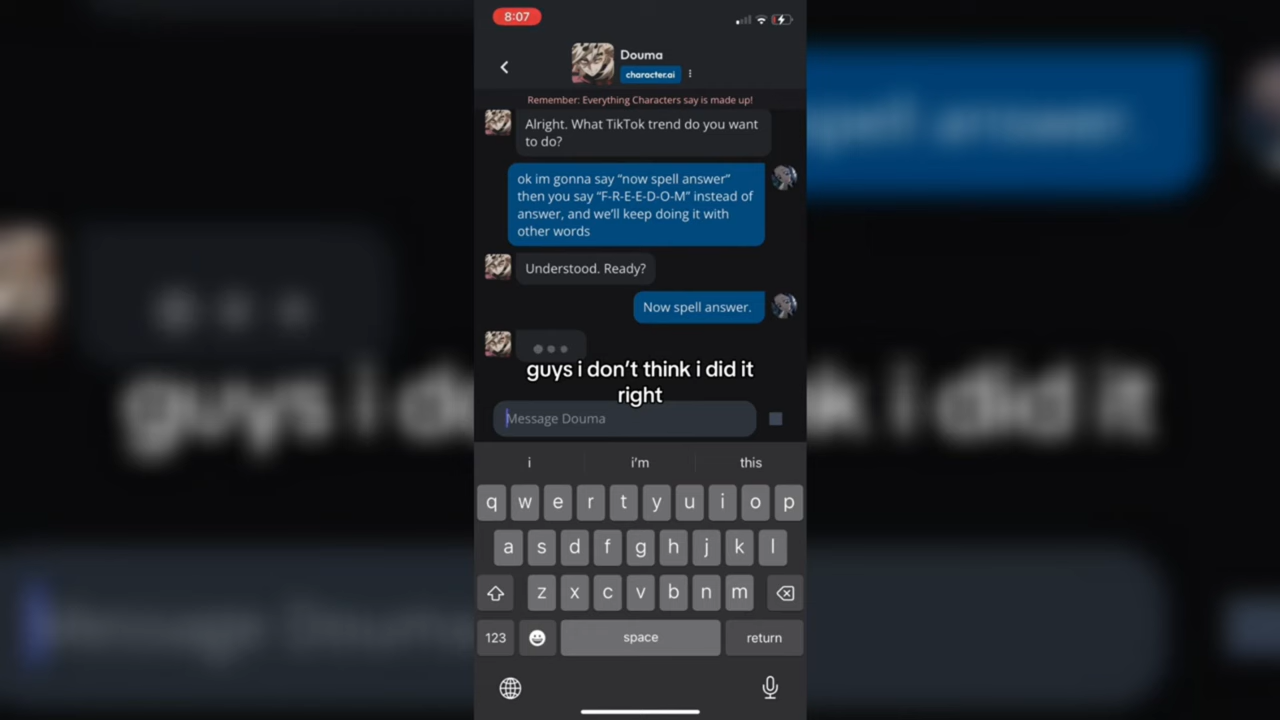 8:07
Douma
character.ai
Remember: Everything Characters say is made up!
Alright. What TikTok trend do you want
to do?
ok im gonna say “now spell answer”
then you say “F-R-E-E-D-O-M” instead of
answer, and we’ll keep doing it with
other words
Understood. Ready?
Now spell answer.
guys i don’t think i did it
right
Message Douma
i i’m this
q w e r t y u i o p
a s d f g h j k l
z x c v b n m
123 space return